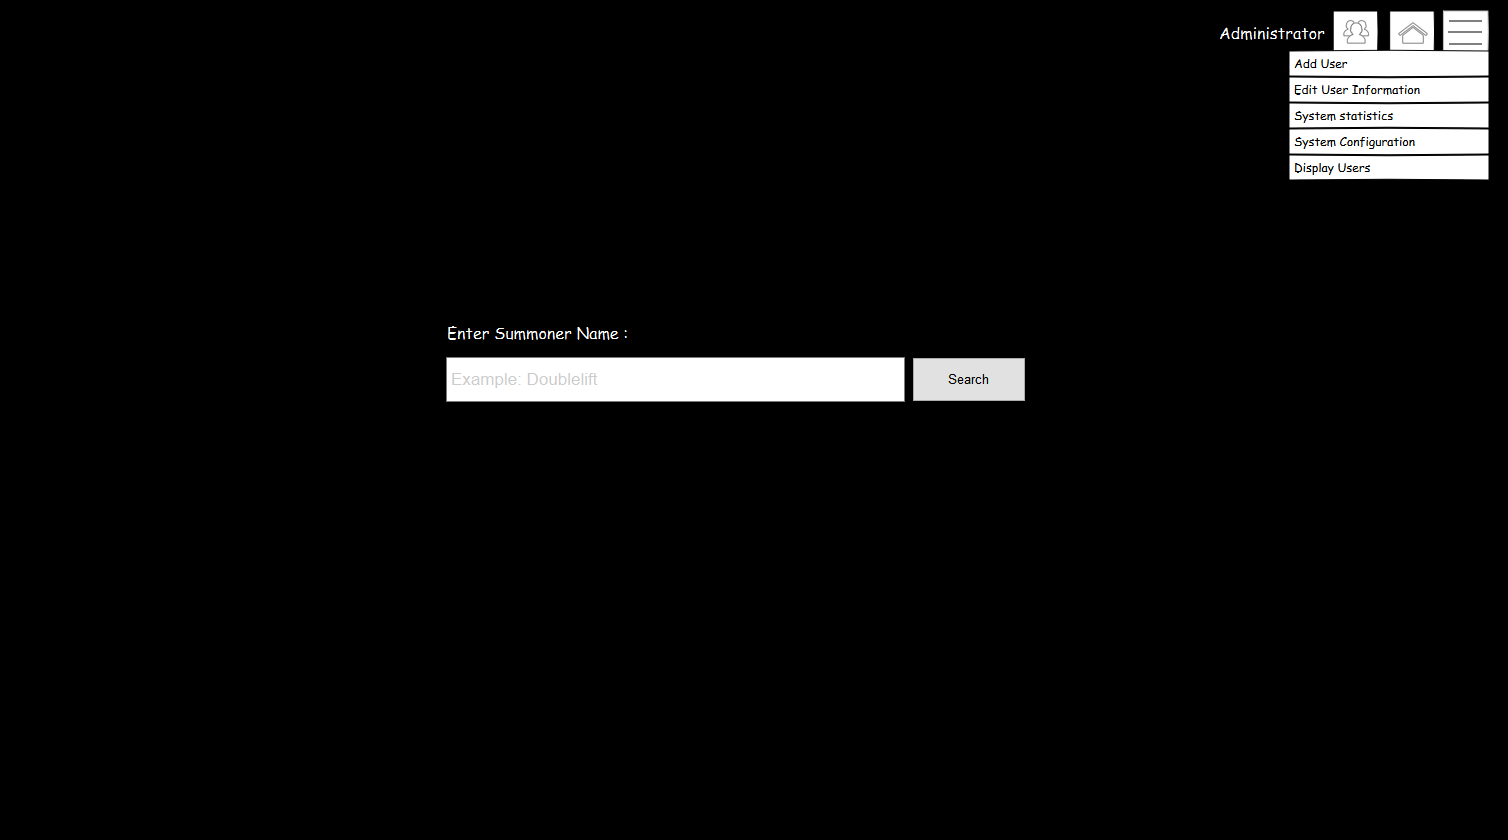 Administrator
Add User
Edit User Information
System statistics
System Configuration
Display Users
Enter Summoner Name :
Example: Doublelift
Search